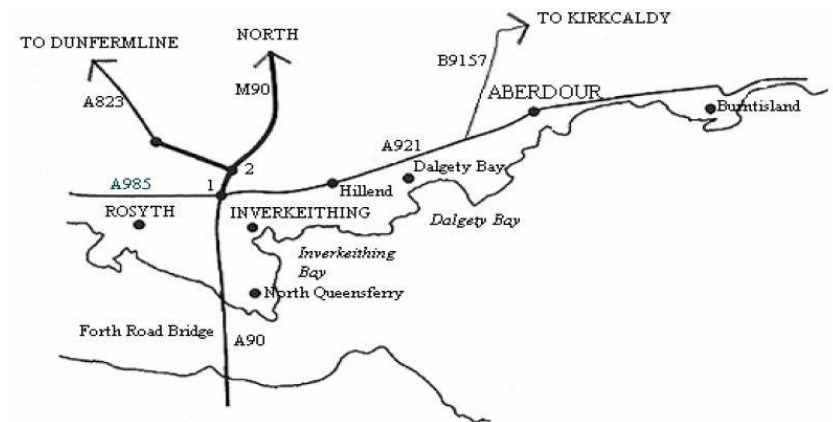 TO KIRKCALDY
NORTH
TO DUNFERMLINE
B9157
M90
A823
ABERDOUR
Burntisland
A921
2
Dalgety Bay
A985
1
Hillend
ROSYTH
INVERKEITHING
Dalgety Bay
Inverkeithing
Bay
North Queensferry
Forth Road Bridge
A90